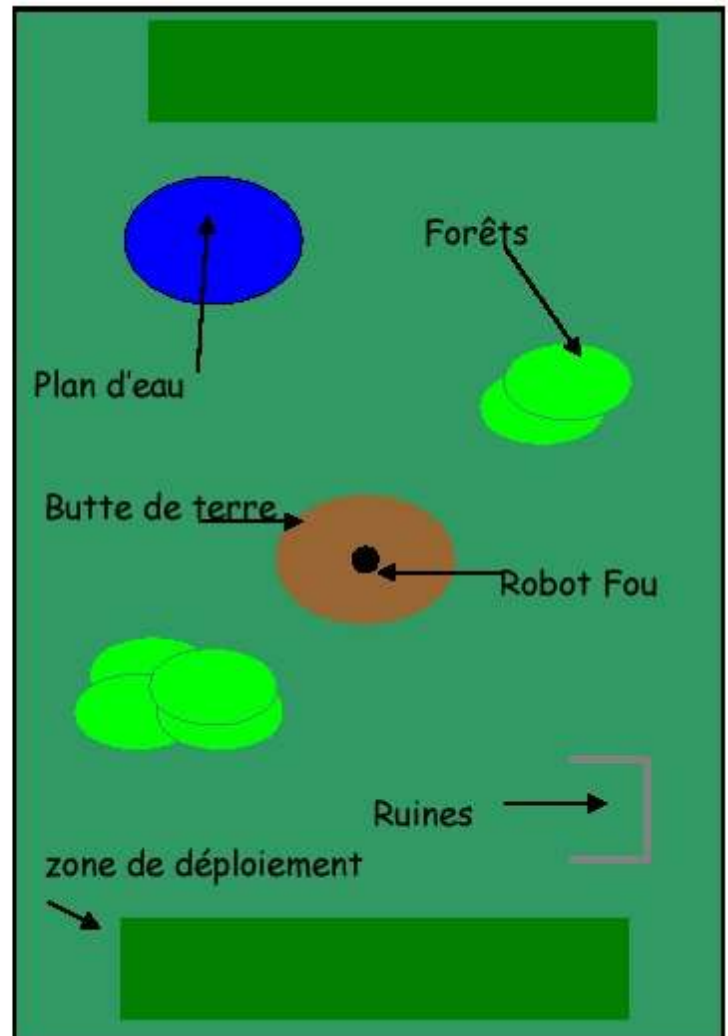 Forêts
Plan d'eau
Butte de terre
Robot Fou
Ruines
zone de déploiement